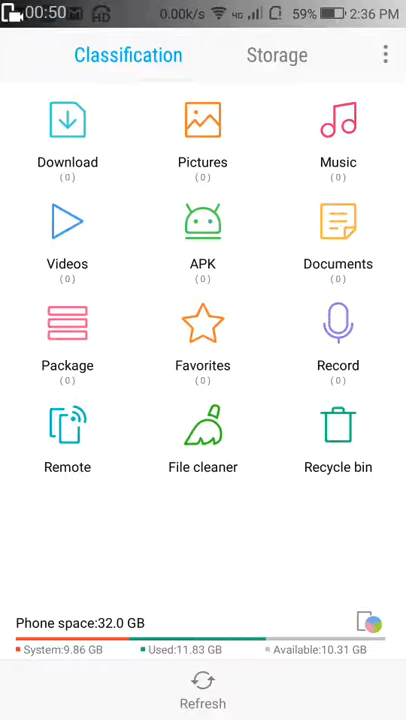 00:50 HD 0.00k/s 4G 59% 2:36 PM
Classification Storage
Download Pictures Music
(0) (0) (0)
Videos APK Documents
(0) (0) (0)
Package Favorites Record
(0) (0) (0)
Remote File cleaner Recycle bin
Phone space:32.0 GB
System:9.86 GB Used:11.83 GB Available:10.31 GB
Refresh